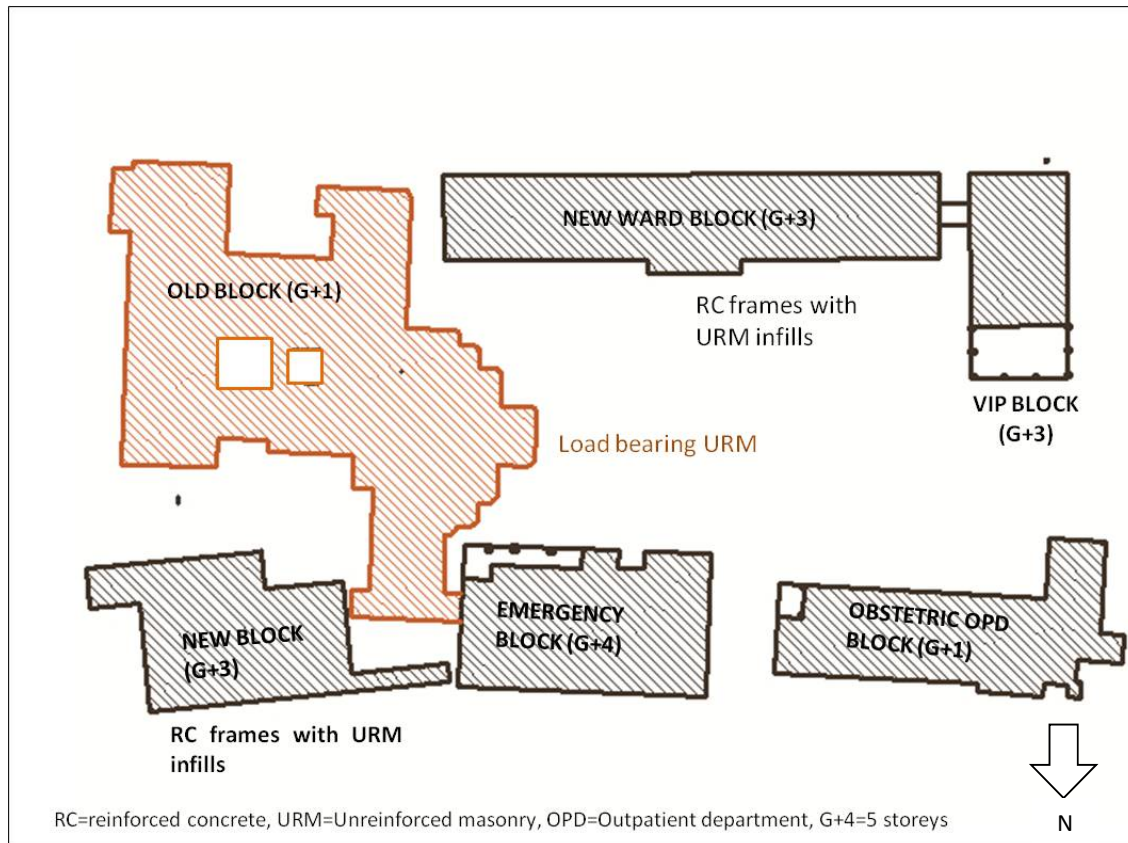 NEW WARD BLOCK (G+3)
OLD BLOCK (G+1)
RC frames with
URM infills
VIP BLOCK
(G+3)
Load bearing URM
EMERGENCY
BLOCK (G+4)
OBSTETRIC OPD
BLOCK (G+1)
NEW BLOCK
(G+3)
RC frames with URM
infills
RC=reinforced concrete, URM=Unreinforced masonry, OPD=Outpatient department, G+4=5 storeys
N